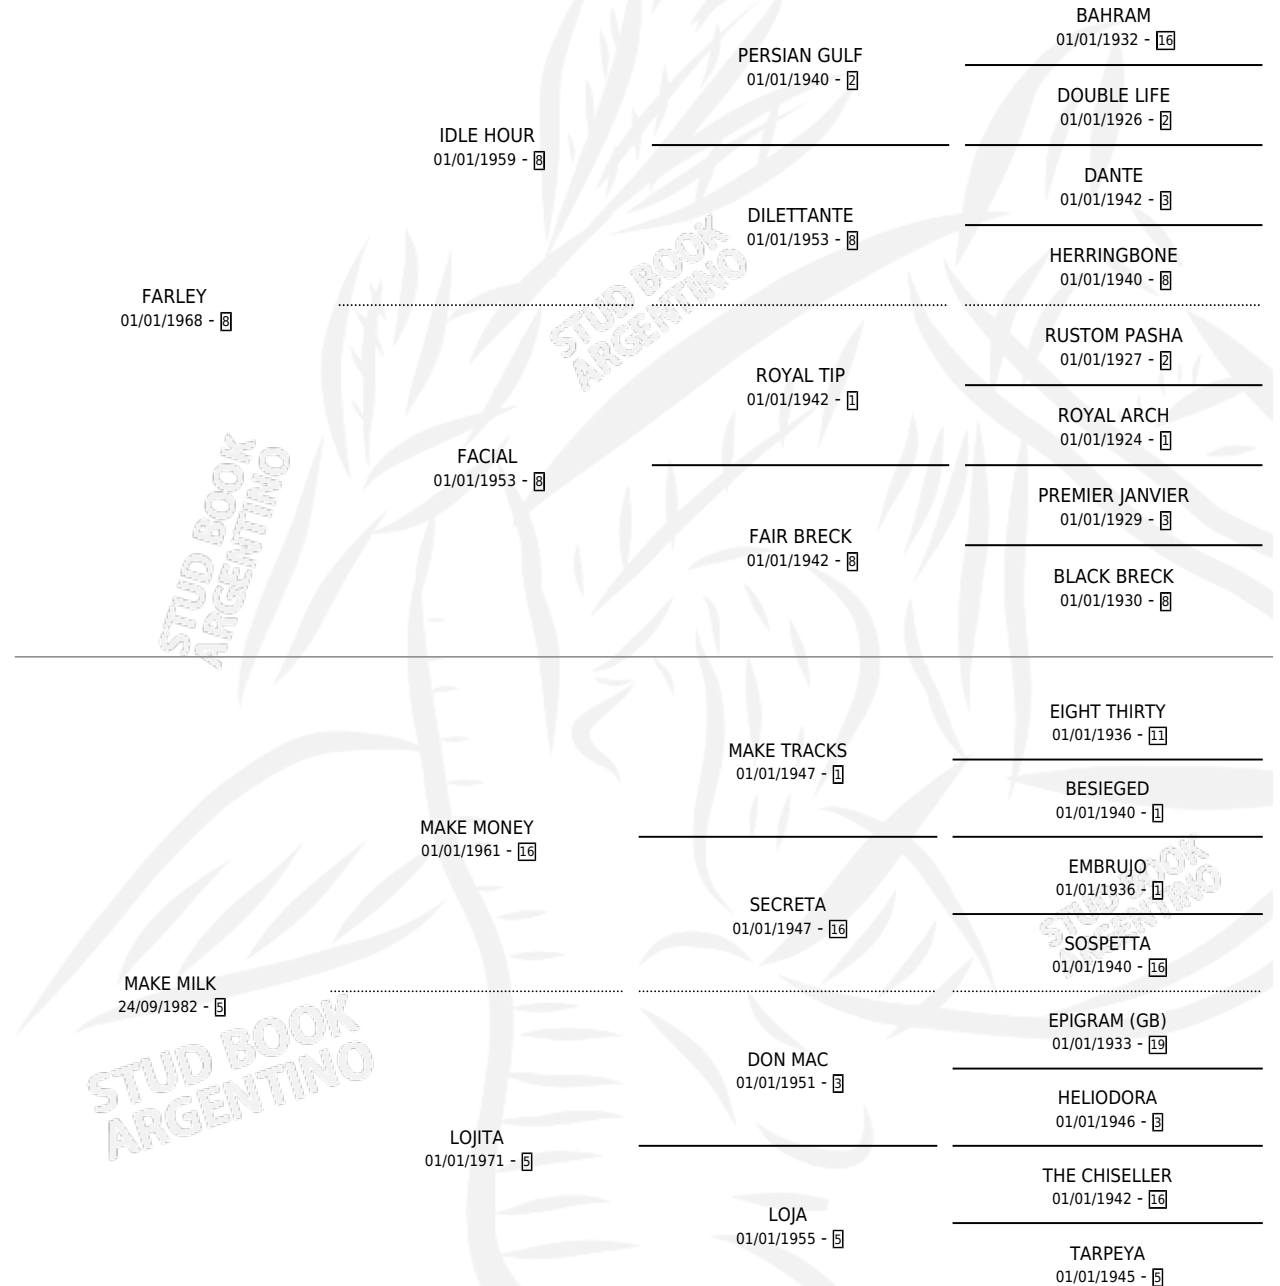 BAHRAM
01/01/1932 - 16
PERSIAN GULF
01/01/1940 - 2
DOUBLE LIFE
01/01/1926 - 2
IDLE HOUR
01/01/1959 - 8
DANTE
01/01/1942 - 3
DILETTANTE
01/01/1953 - 8
HERRINGBONE
01/01/1940 - 8
FARLEY
01/01/1968 - 8
STUD BOOK
ARGENTINO
RUSTOM PASHA
01/01/1927 - 2
ROYAL TIP
01/01/1942 - 1
ROYAL ARCH
01/01/1924 - 1
FACIAL
01/01/1953 - 8
PREMIER JANVIER
01/01/1929 - 3
FAIR BRECK
01/01/1942 - 8
BLACK BRECK
01/01/1930 - 8
STUD BOOK
ARGENTINO
EIGHT THIRTY
01/01/1936 - 11
MAKE TRACKS
01/01/1947 - 1
BESIEGED
01/01/1940 - 1
MAKE MONEY
01/01/1961 - 16
EMBRUJO
01/01/1936 - 1
SECRETA
01/01/1947 - 16
STUD BOOK
ARGENTINO
SOSPETTA
01/01/1940 - 16
MAKE MILK
24/09/1982 - 5
EPIGRAM (GB)
01/01/1933 - 19
DON MAC
01/01/1951 - 3
STUD BOOK
ARGENTINO
HELIODORA
01/01/1946 - 3
LOJITA
01/01/1971 - 5
THE CHISELLER
01/01/1942 - 16
LOJA
01/01/1955 - 5
TARPEYA
01/01/1945 - 5